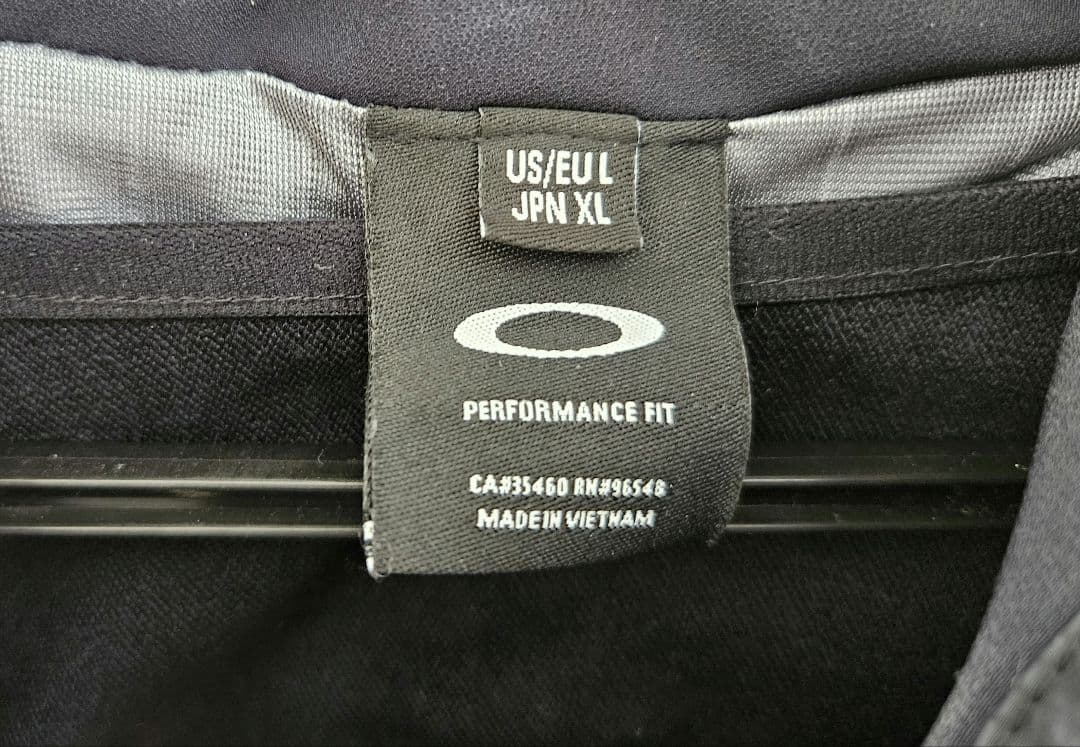 US/EU L
JPN XL
PERFORMANCE FIT
CA#35460 RN#96548
MADE IN VIETNAM